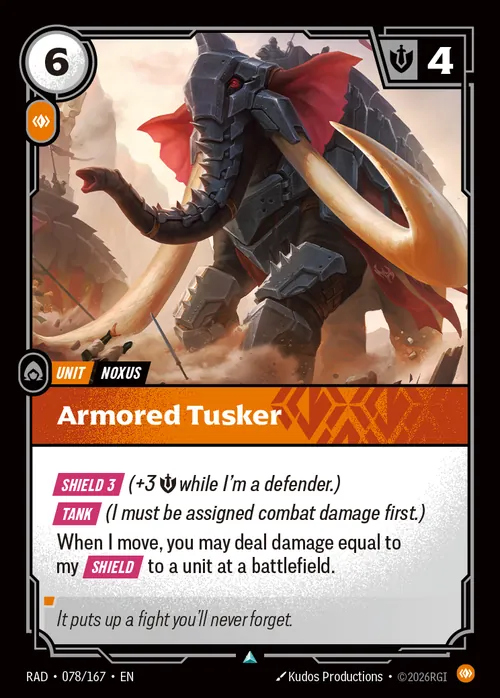 6
4
UNIT NOXUS
Armored Tusker
SHIELD 3 (+3 while I'm a defender.)
TANK (I must be assigned combat damage first.)
When I move, you may deal damage equal to
my SHIELD to a unit at a battlefield.
It puts up a fight you'll never forget.
RAD • 078/167 • EN Kudos Productions • ©2026RGI